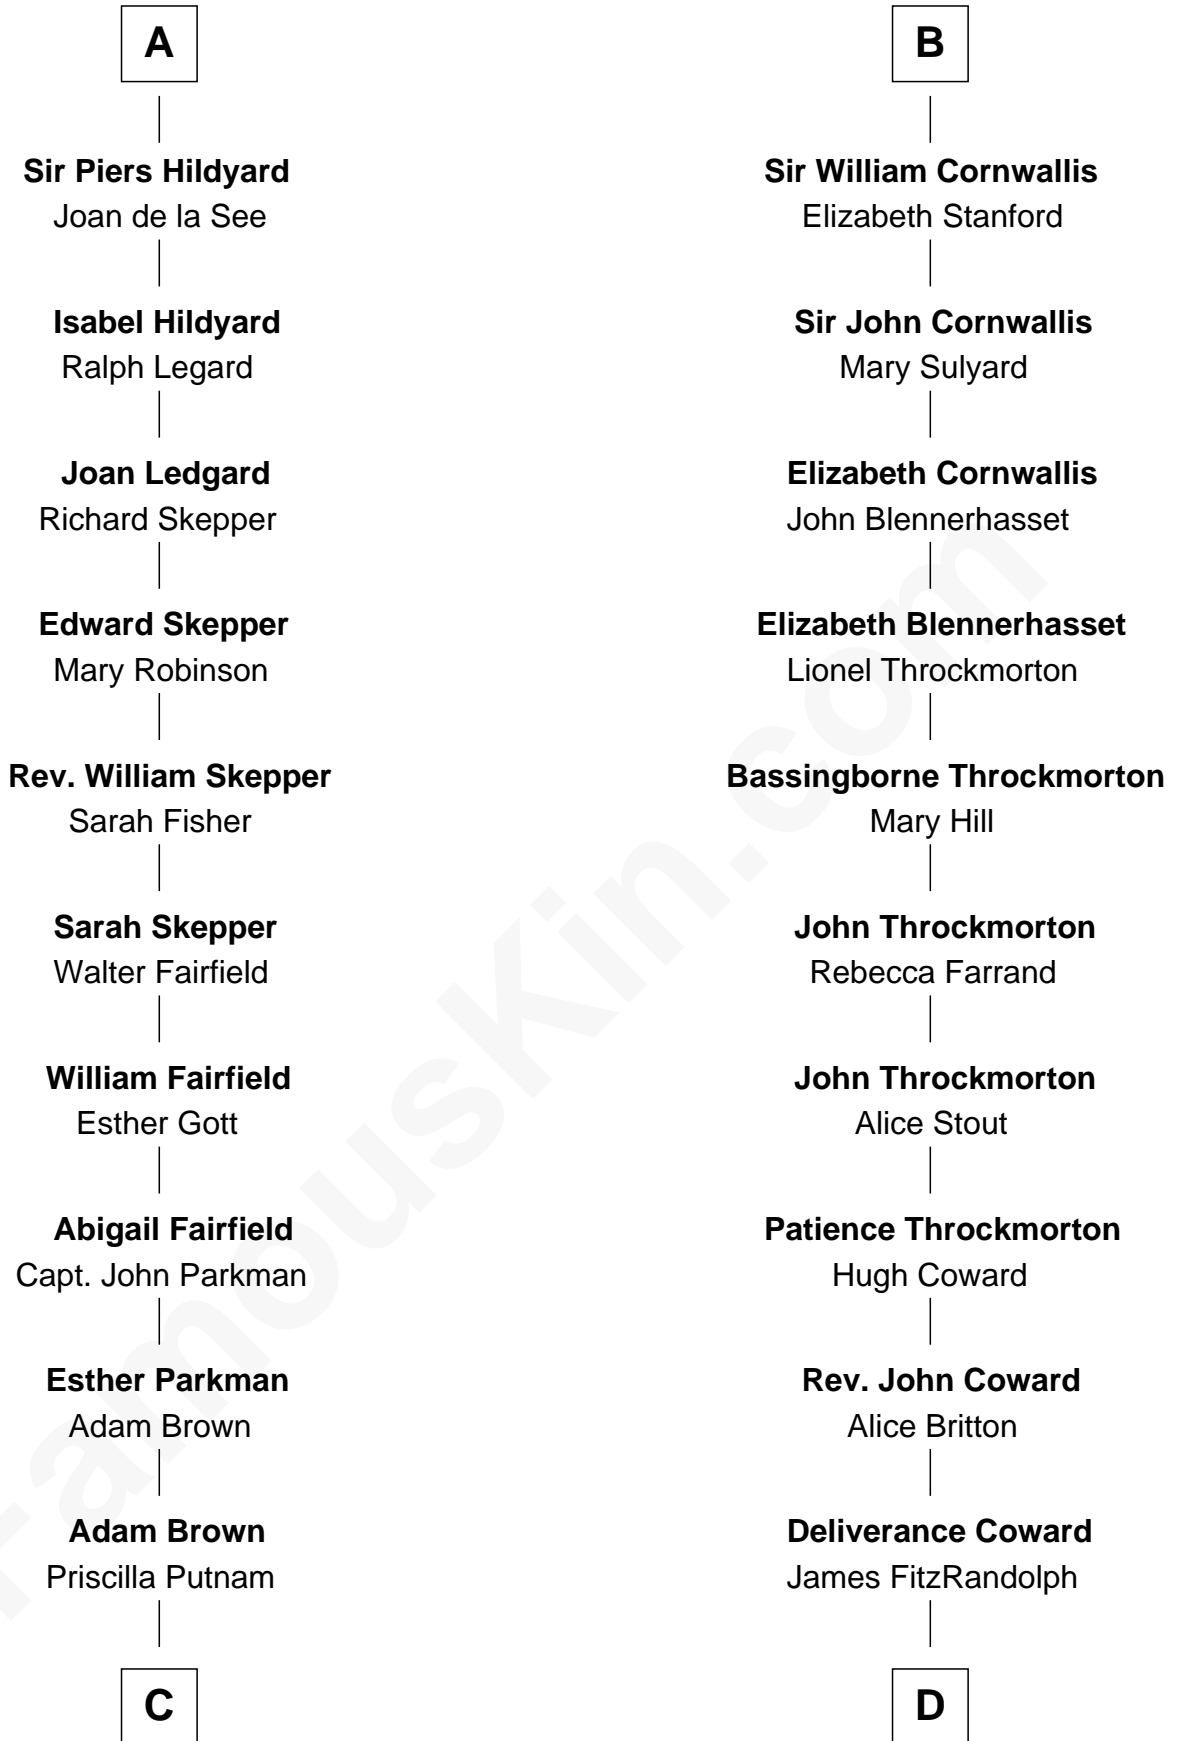 A
Sir Piers Hildyard
Joan de la See
Isabel Hildyard
Ralph Legard
Joan Ledgard
Richard Skepper
Edward Skepper
Mary Robinson
Rev. William Skepper
Sarah Fisher
Sarah Skepper
Walter Fairfield
William Fairfield
Esther Gott
Abigail Fairfield
Capt. John Parkman
Esther Parkman
Adam Brown
Adam Brown
Priscilla Putnam
C
B
Sir William Cornwallis
Elizabeth Stanford
Sir John Cornwallis
Mary Sulyard
Elizabeth Cornwallis
John Blennerhasset
Elizabeth Blennerhasset
Lionel Throckmorton
Bassingborne Throckmorton
Mary Hill
John Throckmorton
Rebecca Farrand
John Throckmorton
Alice Stout
Patience Throckmorton
Hugh Coward
Rev. John Coward
Alice Britton
Deliverance Coward
James FitzRandolph
D
FamousKin.com